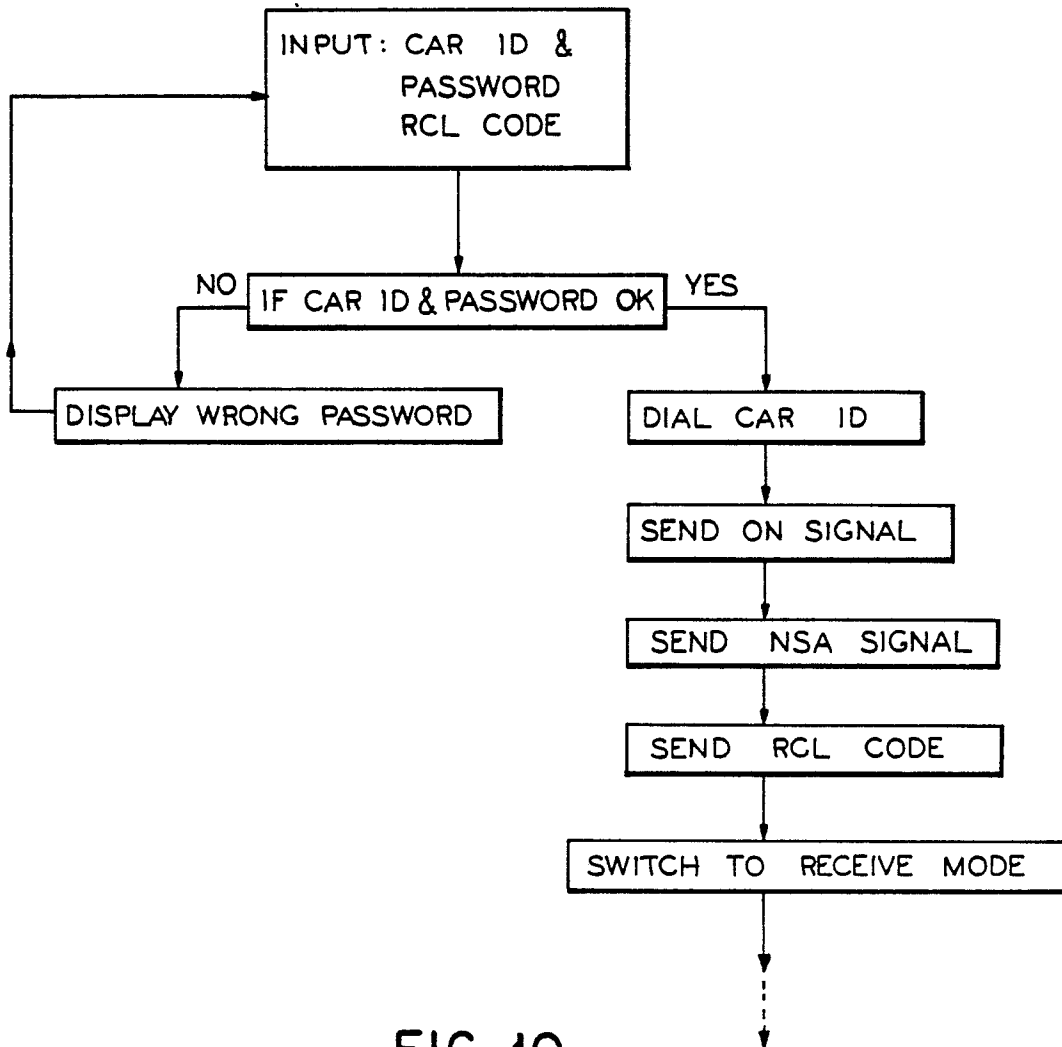 INPUT: CAR ID &
PASSWORD
RCL CODE
NO
IF CAR ID & PASSWORD OK
YES
DISPLAY WRONG PASSWORD
DIAL CAR ID
SEND ON SIGNAL
SEND NSA SIGNAL
SEND RCL CODE
SWITCH TO RECEIVE MODE